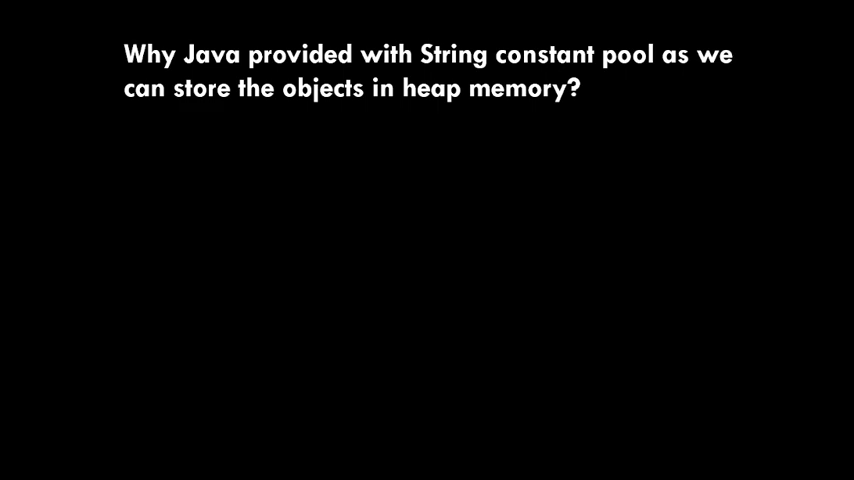 Why Java provided with String constant pool as we
can store the objects in heap memory?